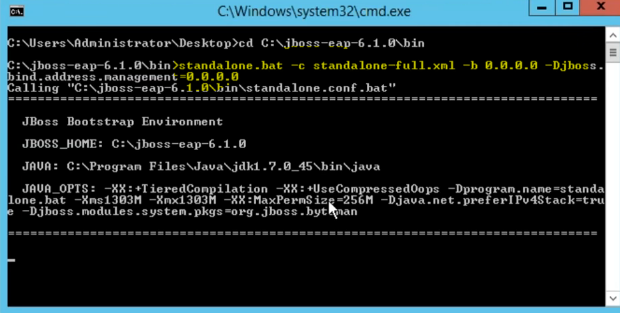 C:\Windows\system32\cmd.exe
C:\Users\Administrator\Desktop>cd C:\jboss-eap-6.1.0\bin
C:\jboss-eap-6.1.0\bin>standalone.bat -c standalone-full.xml -b 0.0.0.0 -Djboss.
bind.address.management=0.0.0.0
Calling "C:\jboss-eap-6.1.0\bin\standalone.conf.bat"
===============================================================================
JBoss Bootstrap Environment
JBOSS_HOME: C:\jboss-eap-6.1.0
JAVA: C:\Program Files\Java\jdk1.7.0_45\bin\java
JAVA_OPTS: -XX:+TieredCompilation -XX:+UseCompressedOops -Dprogram.name=standa
lone.bat -Xms1303M -Xmx1303M -XX:MaxPermSize=256M -Djava.net.preferIPv4Stack=tru
e -Djboss.modules.system.pkgs=org.jboss.byteman
===============================================================================